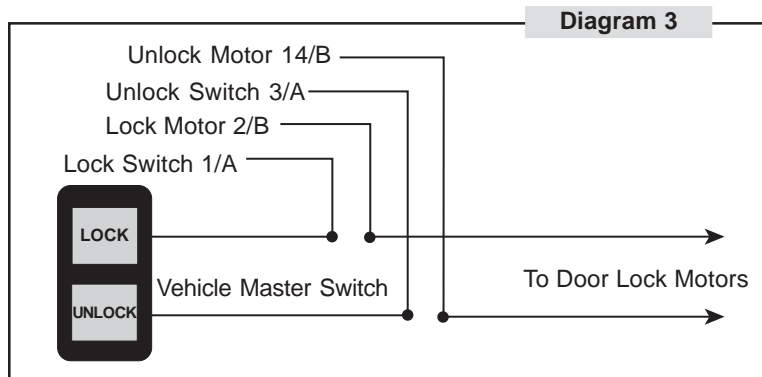 Diagram 3
Unlock Motor 14/B
Unlock Switch 3/A
Lock Motor 2/B
Lock Switch 1/A
LOCK
Vehicle Master Switch
To Door Lock Motors
UNLOCK